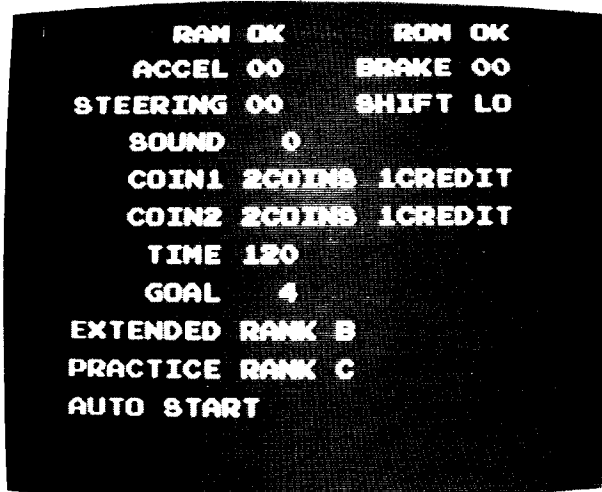 RAM OK ROM OK
ACCEL 00 BRAKE 00
STEERING 00 SHIFT LO
SOUND 0
COIN1 2COINS 1CREDIT
COIN2 2COINS 1CREDIT
TIME 120
GOAL 4
EXTENDED RANK B
PRACTICE RANK C
AUTO START